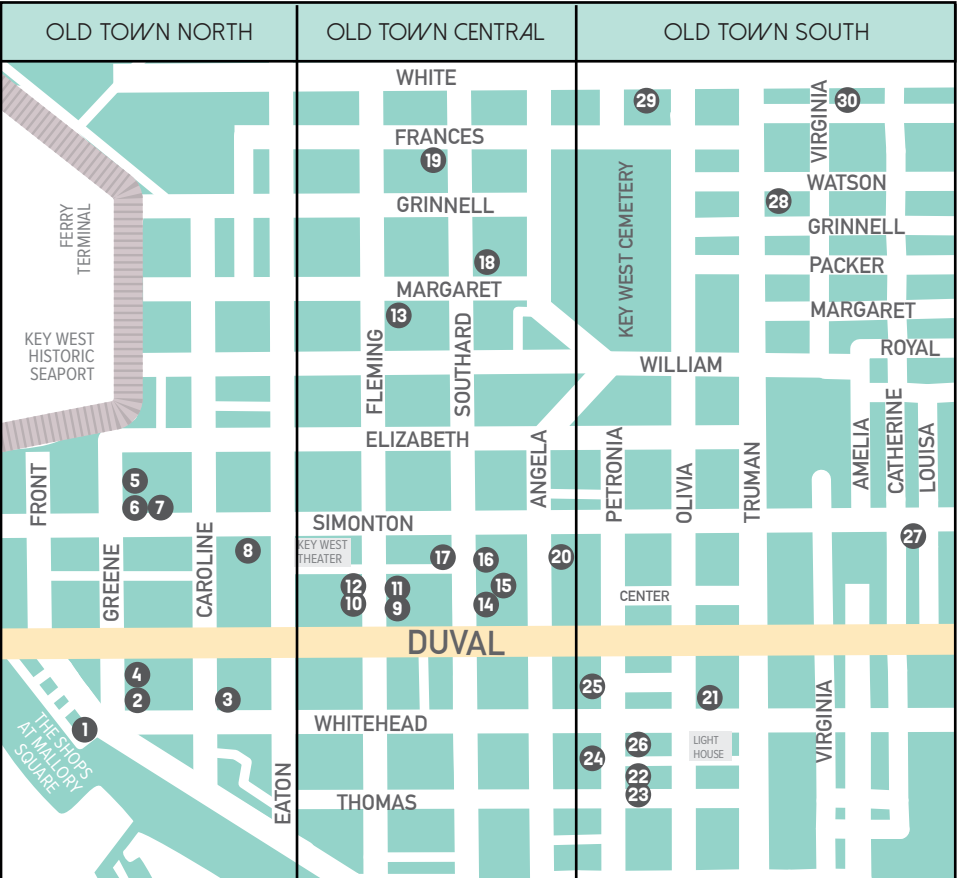 OLD TOWN NORTH
OLD TOWN CENTRAL
OLD TOWN SOUTH
WHITE
29
VIRGINIA
30
FRANCES
19
KEY WEST CEMETERY
WATSON
28
GRINNELL
GRINNELL
FERRY
TERMINAL
18
PACKER
MARGARET
MARGARET
13
KEY WEST
HISTORIC
SEAPORT
FLEMING
SOUTHARD
WILLIAM
ROYAL
ELIZABETH
ANGELA
PETRONIA
OLIVIA
TRUMAN
AMELIA
CATHERINE
LOUISA
FRONT
5
6
7
GREENE
CAROLINE
8
SIMONTON
KEY WEST
THEATER
17
16
20
27
12
11
15
10
9
14
CENTER
DUVAL
4
2
3
25
21
1
THE SHOPS
AT MALLORY
SQUARE
WHITEHEAD
VIRGINIA
26
LIGHT
HOUSE
24
22
23
EATON
THOMAS